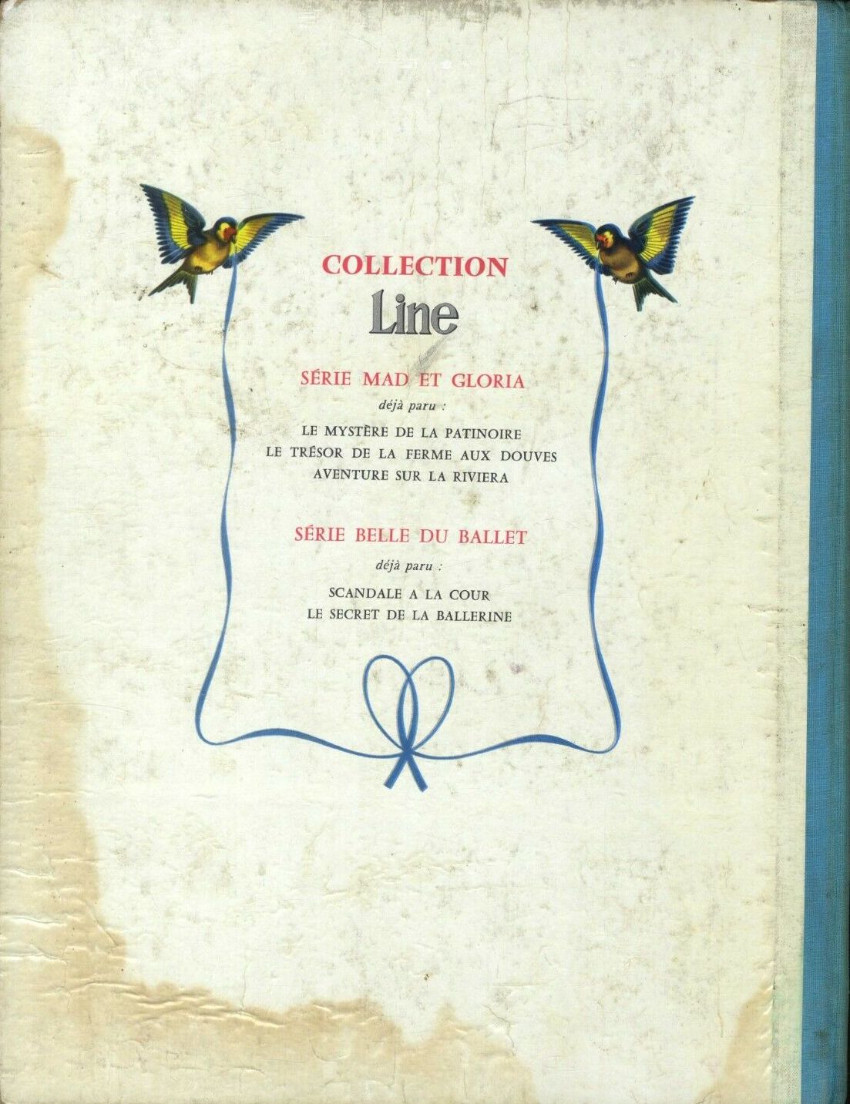 COLLECTION
Line
SÉRIE MAD ET GLORIA
déjà paru :
LE MYSTÈRE DE LA PATINOIRE
LE TRÉSOR DE LA FERME AUX DOUVES
AVENTURE SUR LA RIVIERA
SÉRIE BELLE DU BALLET
déjà paru :
SCANDALE A LA COUR
LE SECRET DE LA BALLERINE